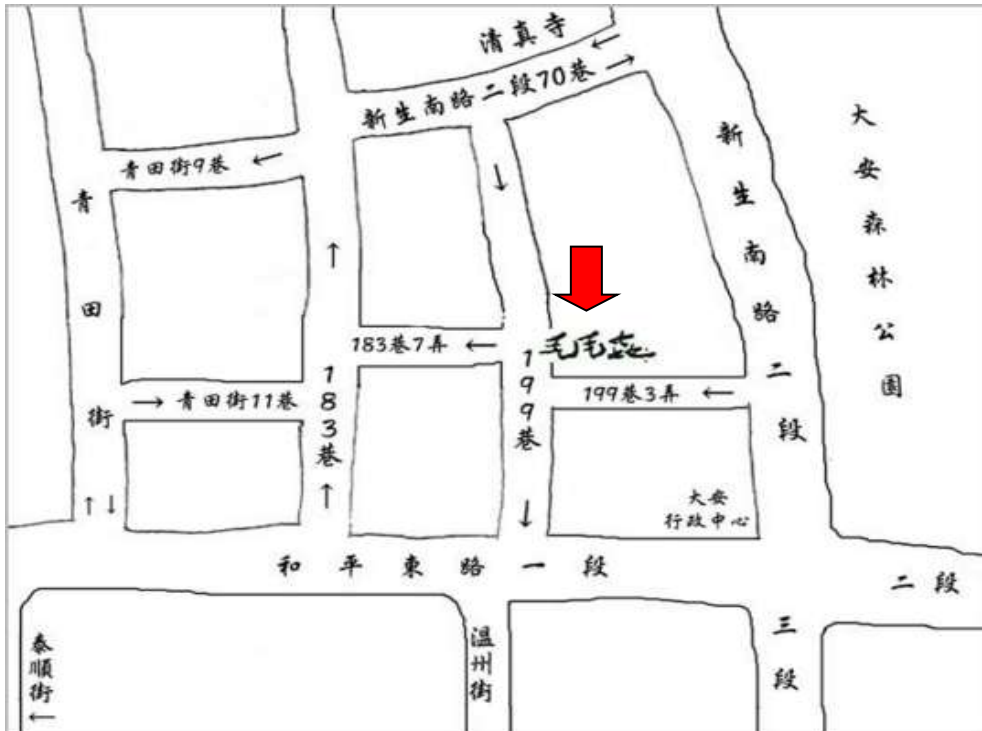 清真寺
← →
新生南路二段70巷
青田街9巷 ←
青田街
↑ ↓
↑
183巷
↑
↓
199巷
↓
毛毛蟲
183巷7弄 ←
→ 青田街11巷
199巷3弄 ←
新生南路二段
大安森林公園
大安
行政中心
和平東路一段
二段
三段
溫州街
泰順街
←